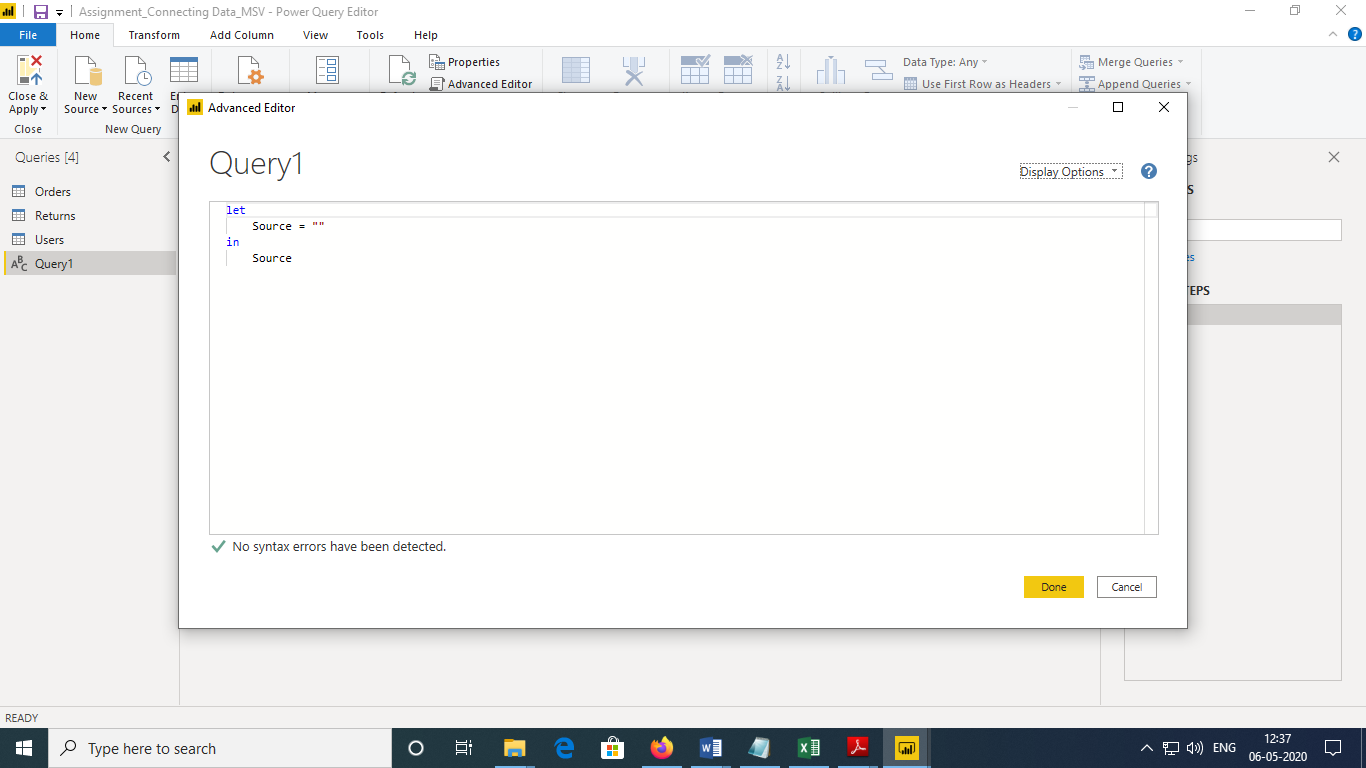 Assignment_Connecting Data_MSV - Power Query Editor
File Home Transform Add Column View Tools Help
Close & Apply
New Source
Recent Sources
Properties
Advanced Editor
Data Type: Any
Use First Row as Headers
Merge Queries
Append Queries
Close
New Query
Queries [4]
Orders
Returns
Users
Query1
Advanced Editor
Query1
Display Options
let
Source = ""
in
Source
No syntax errors have been detected.
Done Cancel
READY
Type here to search
ENG
12:37
06-05-2020